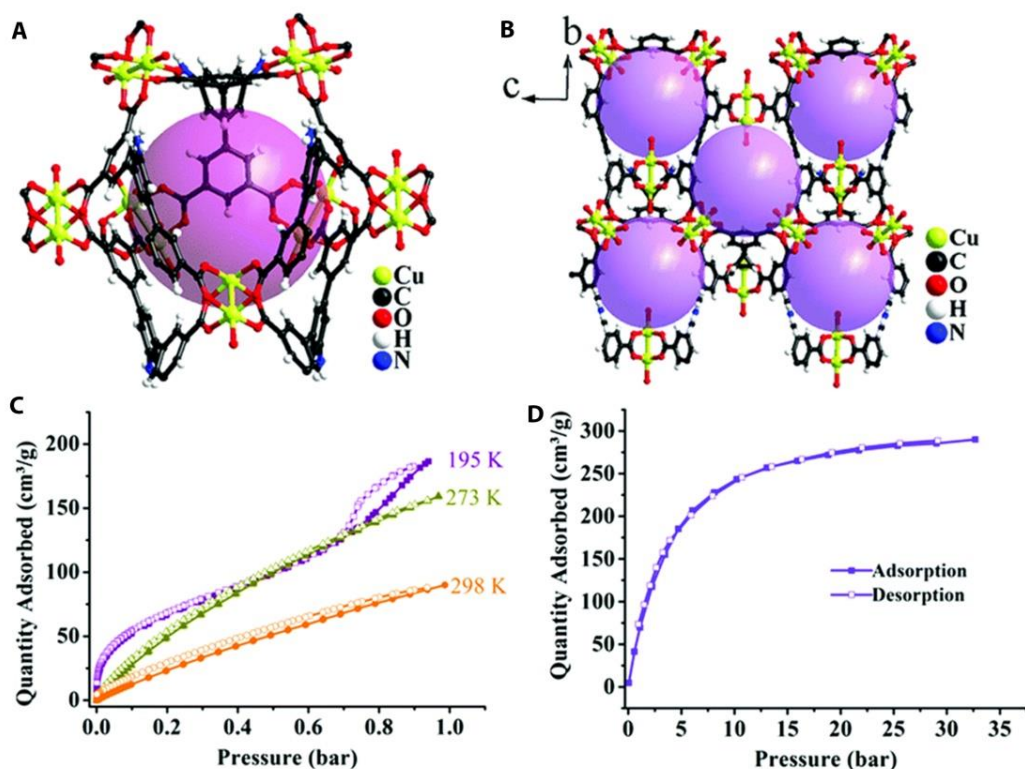 A
Cu
C
O
H
N
B
b
c
Cu
C
O
H
N
C
Quantity Adsorbed (cm³/g)
200
150
100
50
0
195 K
273 K
298 K
0.0 0.2 0.4 0.6 0.8 1.0
Pressure (bar)
D
Quantity Adsorbed (cm³/g)
300
250
200
150
100
50
0
Adsorption
Desorption
0 5 10 15 20 25 30 35
Pressure (bar)